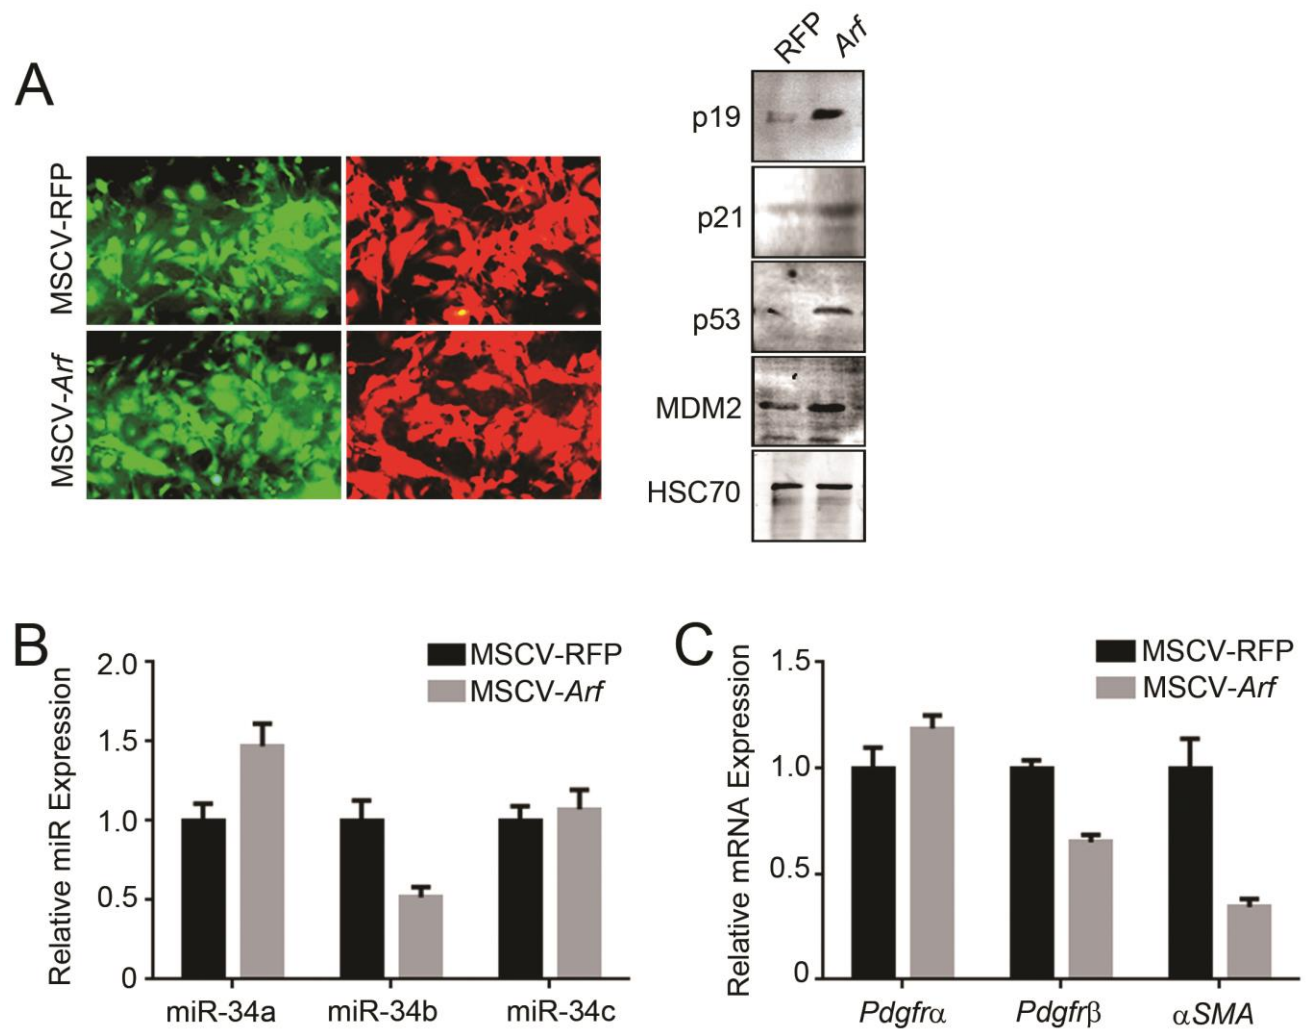 A
MSCV-RFP
MSCV-Arf
RFP
Arf
p19
p21
p53
MDM2
HSC70
B
MSCV-RFP
MSCV-Arf
Relative miR Expression
2.0
1.5
1.0
0.5
0
miR-34a
miR-34b
miR-34c
C
MSCV-RFP
MSCV-Arf
Relative mRNA Expression
1.5
1.0
0.5
0
Pdgfrα
Pdgfrβ
αSMA